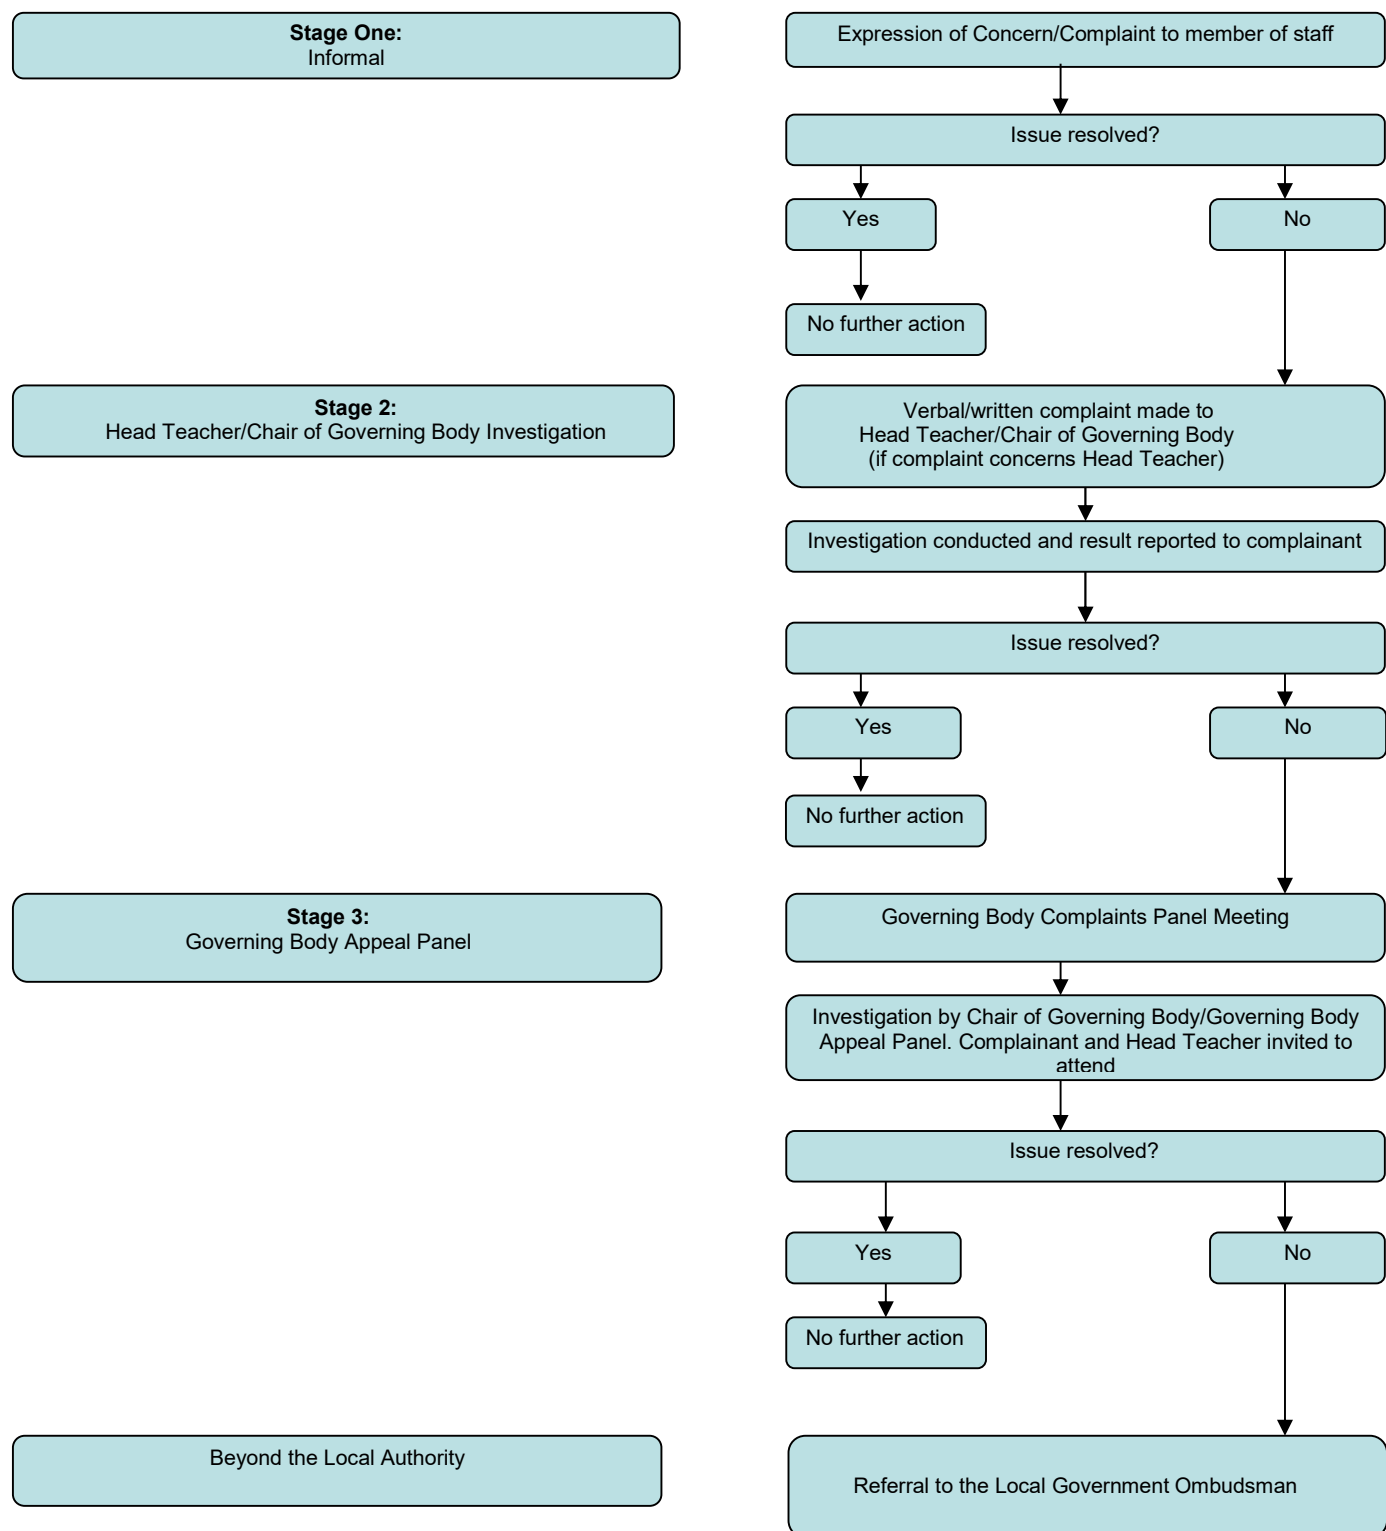 Stage One:
Informal
Expression of Concern/Complaint to member of staff
Issue resolved?
Yes
No
No further action
Stage 2:
Head Teacher/Chair of Governing Body Investigation
Verbal/written complaint made to
Head Teacher/Chair of Governing Body
(if complaint concerns Head Teacher)
Investigation conducted and result reported to complainant
Issue resolved?
Yes
No
No further action
Stage 3:
Governing Body Appeal Panel
Governing Body Complaints Panel Meeting
Investigation by Chair of Governing Body/Governing Body
Appeal Panel. Complainant and Head Teacher invited to
attend
Issue resolved?
Yes
No
No further action
Beyond the Local Authority
Referral to the Local Government Ombudsman